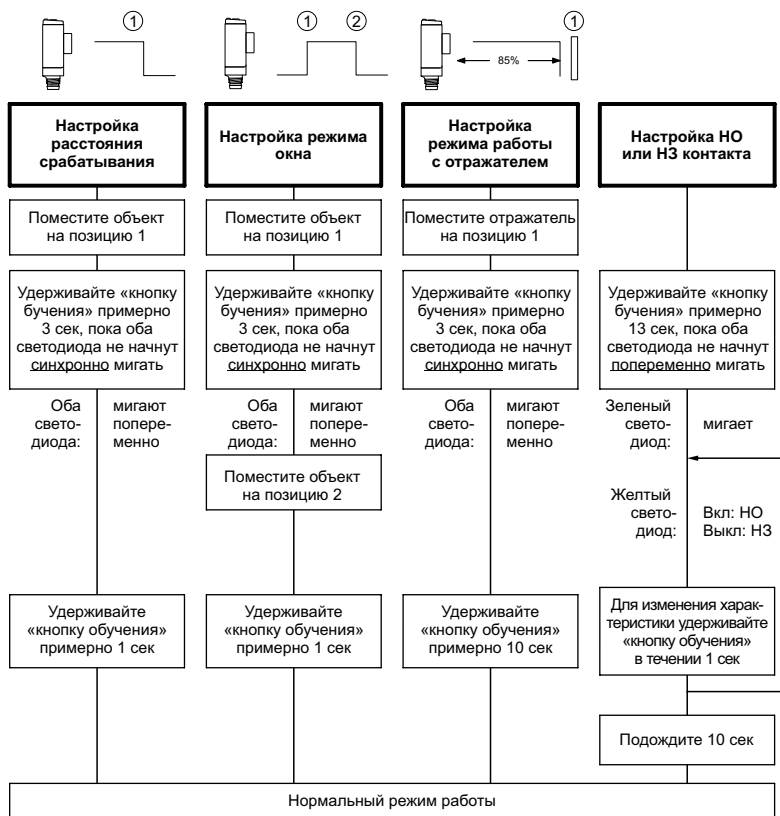 ①
① ②
①
85%
Настройка
расстояния
срабатывания
Поместите объект
на позицию 1
Удерживайте «кнопку
бучения» примерно
3 сек, пока оба
светодиода не начнут
синхронно мигать
Оба
свето-
диода:
мигают
попере-
менно
Удерживайте
«кнопку обучения»
примерно 1 сек
Настройка режима
окна
Поместите объект
на позицию 1
Удерживайте «кнопку
бучения» примерно
3 сек, пока оба
светодиода не начнут
синхронно мигать
Оба
свето-
диода:
мигают
попере-
менно
Поместите объект
на позицию 2
Удерживайте
«кнопку обучения»
примерно 1 сек
Настройка
режима работы
с отражателем
Поместите отражатель
на позицию 1
Удерживайте «кнопку
бучения» примерно
3 сек, пока оба
светодиода не начнут
синхронно мигать
Оба
свето-
диода:
мигают
попере-
менно
Удерживайте
«кнопку обучения»
примерно 10 сек
Настройка НО
или НЗ контакта
Удерживайте «кнопку
бучения» примерно
13 сек, пока оба
светодиода не начнут
попеременно мигать
Зеленый
свето-
диод:
мигает
Желтый
свето-
диод:
Вкл: НО
Выкл: НЗ
Для изменения харак-
теристики удерживайте
«кнопку обучения»
в течении 1 сек
Подождите 10 сек
Нормальный режим работы